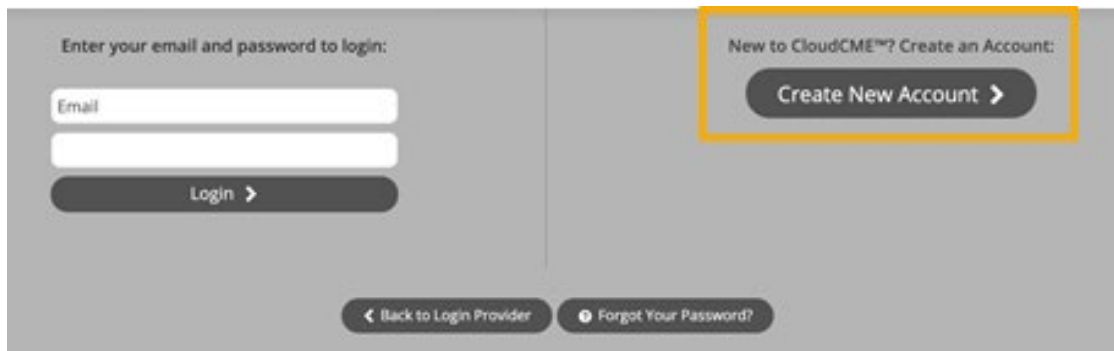 Enter your email and password to login:
Email
Login
New to CloudCME™? Create an Account:
Create New Account
Back to Login Provider
Forgot Your Password?